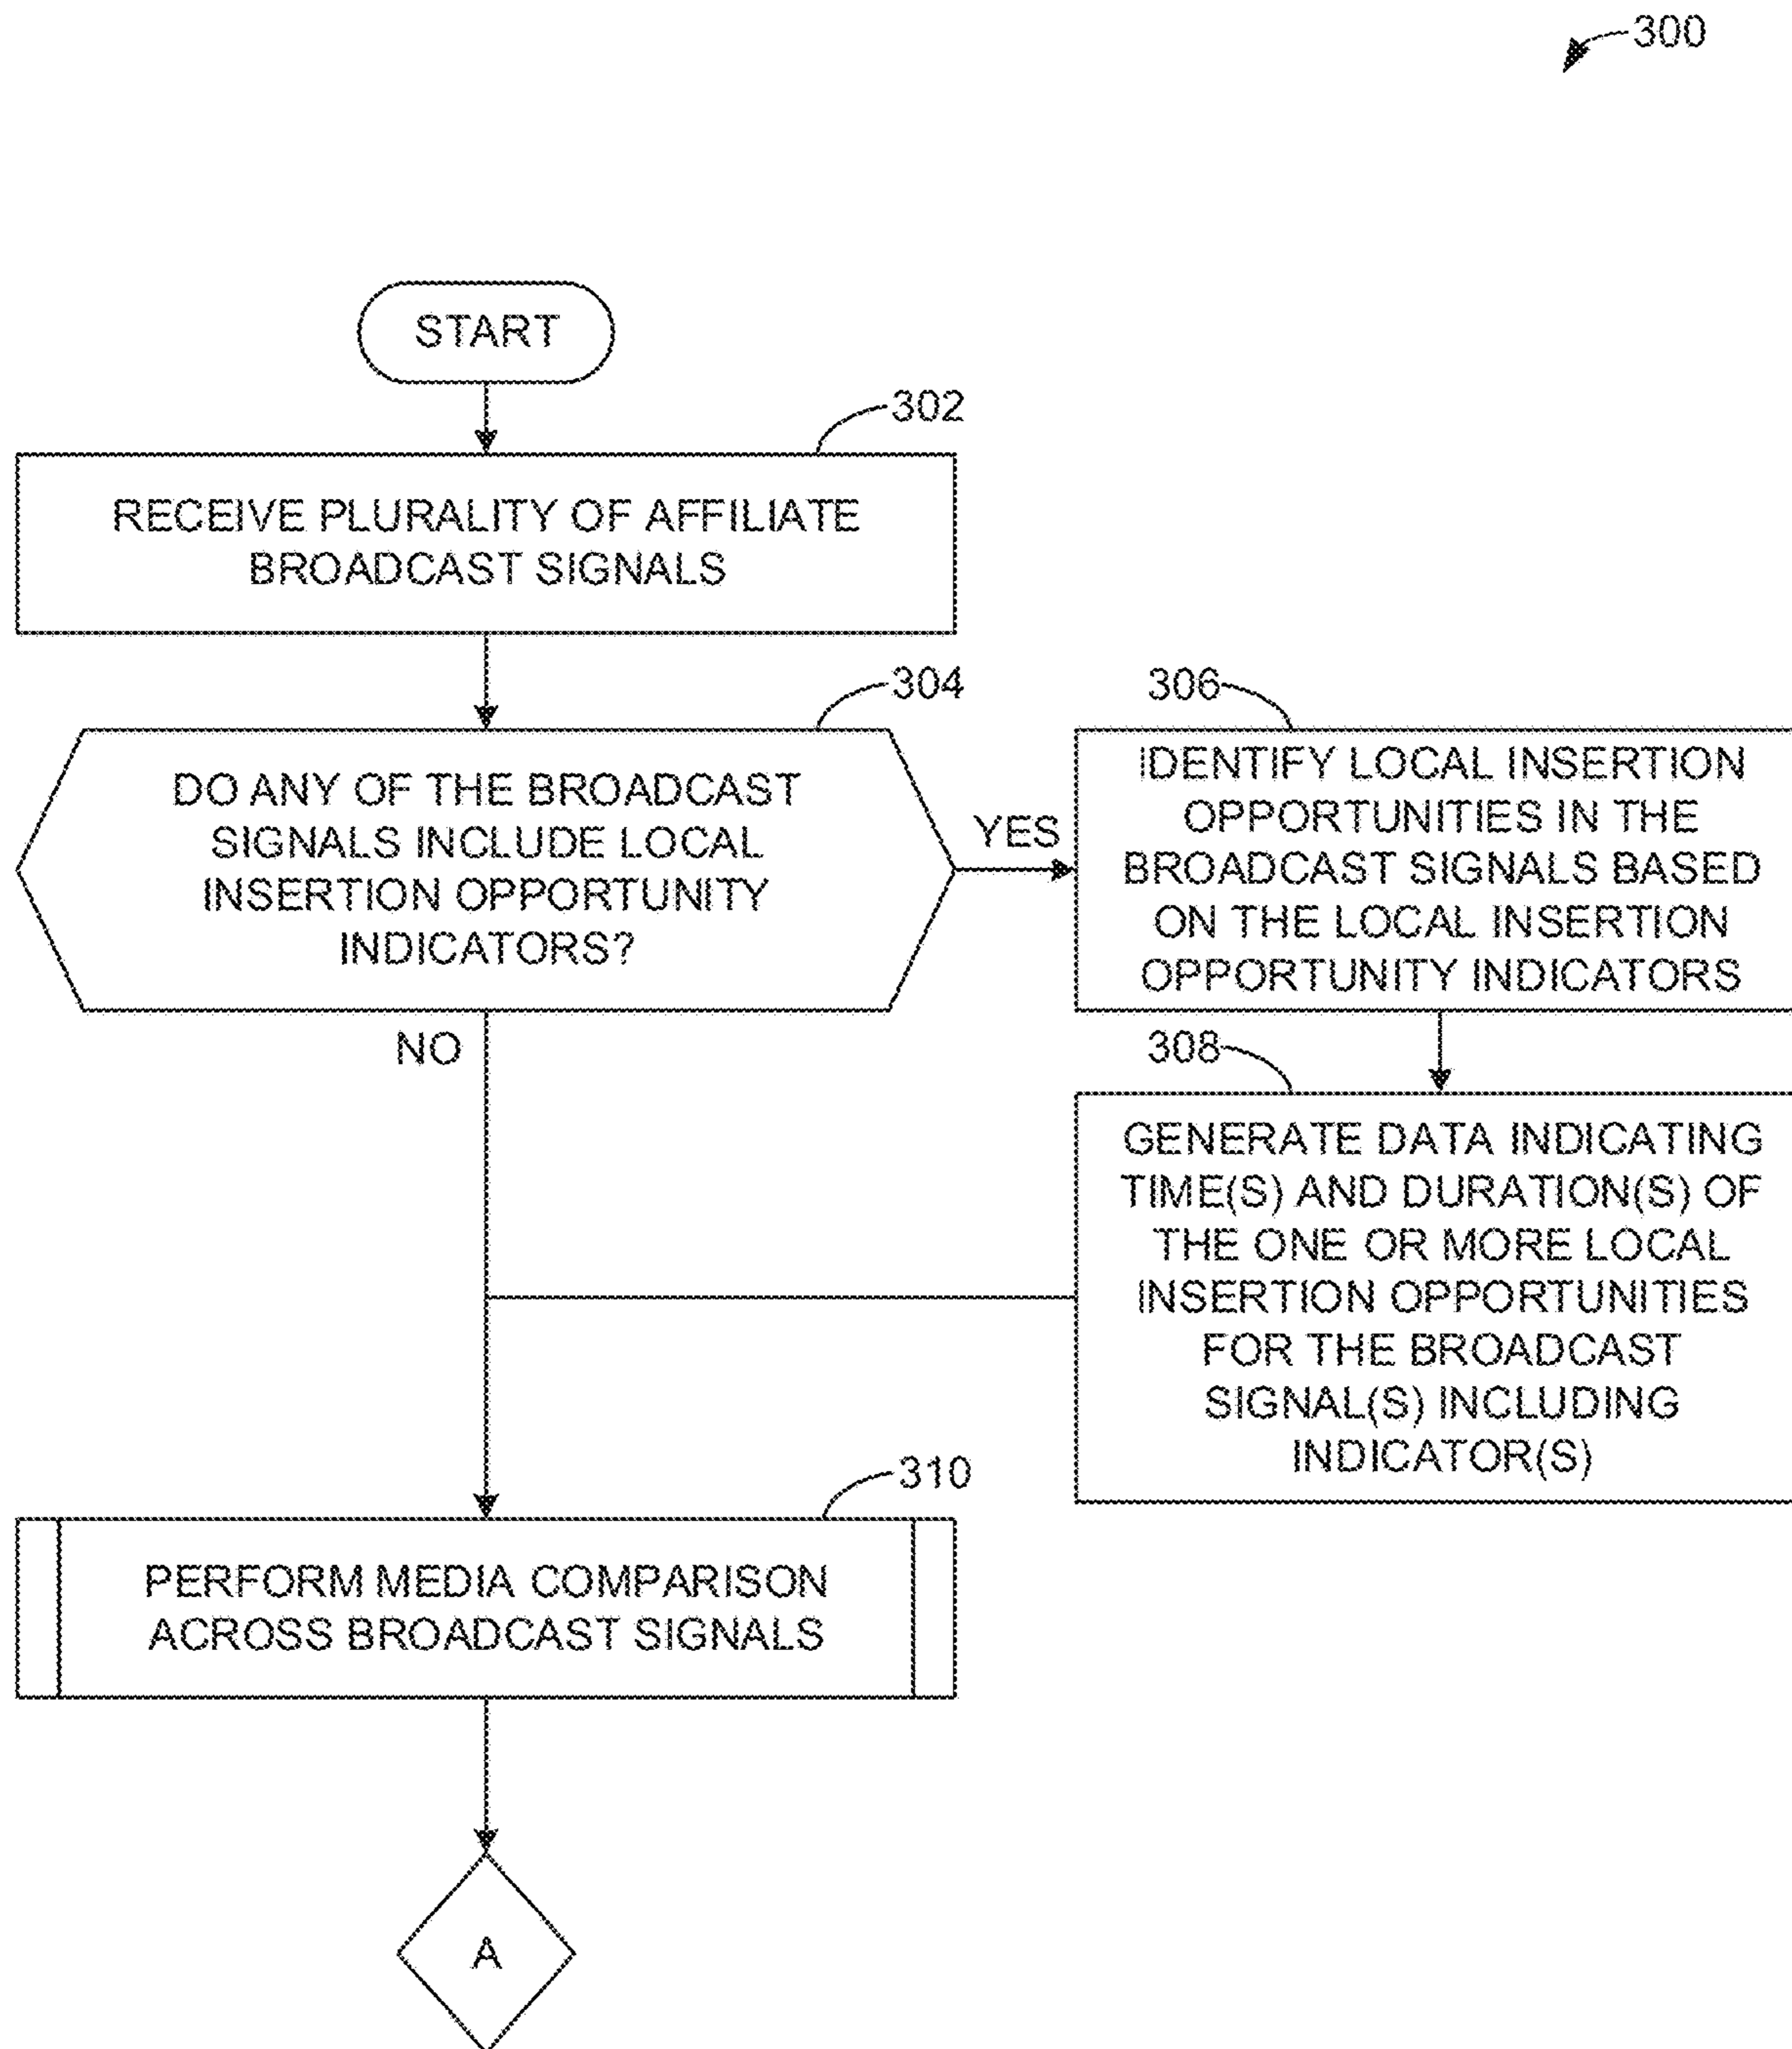 300
START
302
RECEIVE PLURALITY OF AFFILIATE
BROADCAST SIGNALS
304
DO ANY OF THE BROADCAST
SIGNALS INCLUDE LOCAL
INSERTION OPPORTUNITY
INDICATORS?
YES
NO
306
IDENTIFY LOCAL INSERTION
OPPORTUNITIES IN THE
BROADCAST SIGNALS BASED
ON THE LOCAL INSERTION
OPPORTUNITY INDICATORS
308
GENERATE DATA INDICATING
TIME(S) AND DURATION(S) OF
THE ONE OR MORE LOCAL
INSERTION OPPORTUNITIES
FOR THE BROADCAST
SIGNAL(S) INCLUDING
INDICATOR(S)
310
PERFORM MEDIA COMPARISON
ACROSS BROADCAST SIGNALS
A